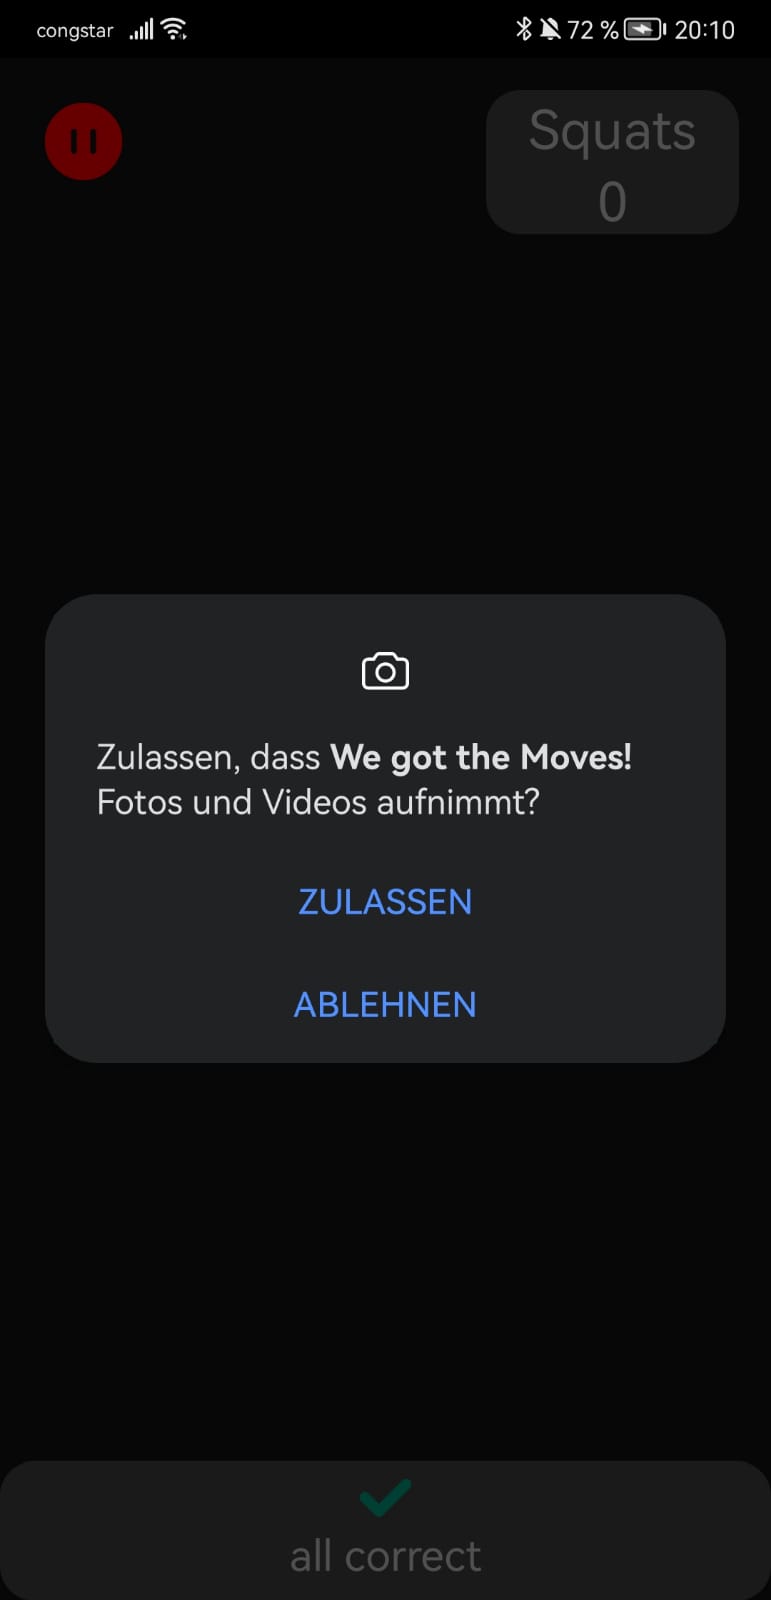 congstar 72 % 20:10
Squats
0
Zulassen, dass We got the Moves!
Fotos und Videos aufnimmt?
ZULASSEN
ABLEHNEN
all correct